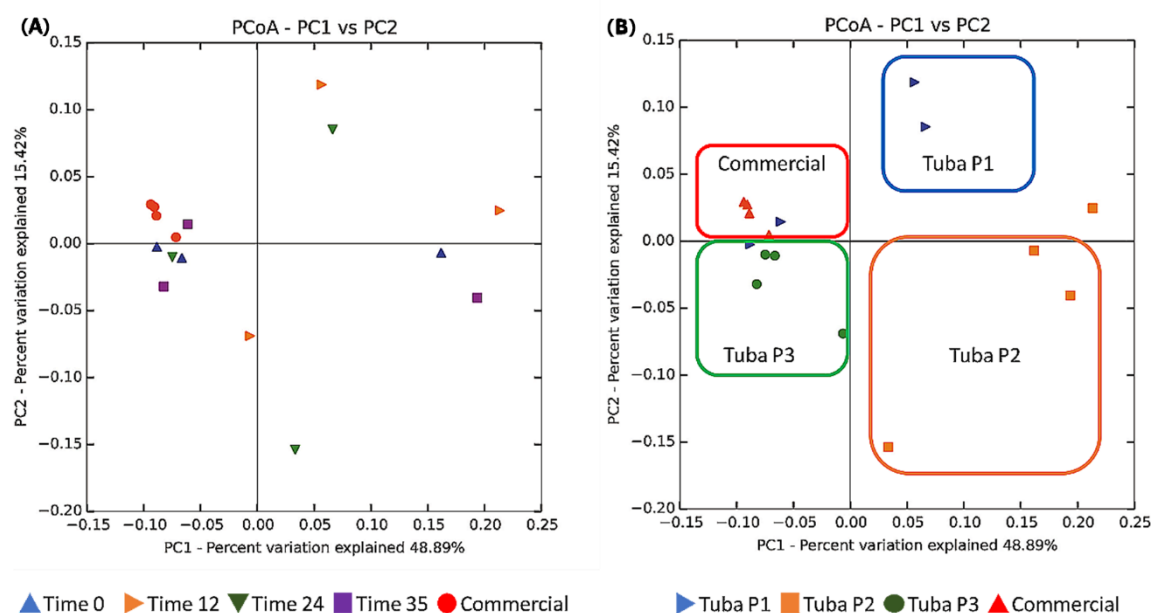 (A)
PCoA - PC1 vs PC2
0.15
0.10
0.05
0.00
−0.05
−0.10
−0.15
−0.20
PC2 - Percent variation explained 15.42%
−0.15 −0.10 −0.05 0.00 0.05 0.10 0.15 0.20 0.25
PC1 - Percent variation explained 48.89%
Time 0 Time 12 Time 24 Time 35 Commercial
(B)
PCoA - PC1 vs PC2
0.15
0.10
0.05
0.00
−0.05
−0.10
−0.15
−0.20
PC2 - Percent variation explained 15.42%
Commercial
Tuba P1
Tuba P3
Tuba P2
−0.15 −0.10 −0.05 0.00 0.05 0.10 0.15 0.20 0.25
PC1 - Percent variation explained 48.89%
Tuba P1 Tuba P2 Tuba P3 Commercial